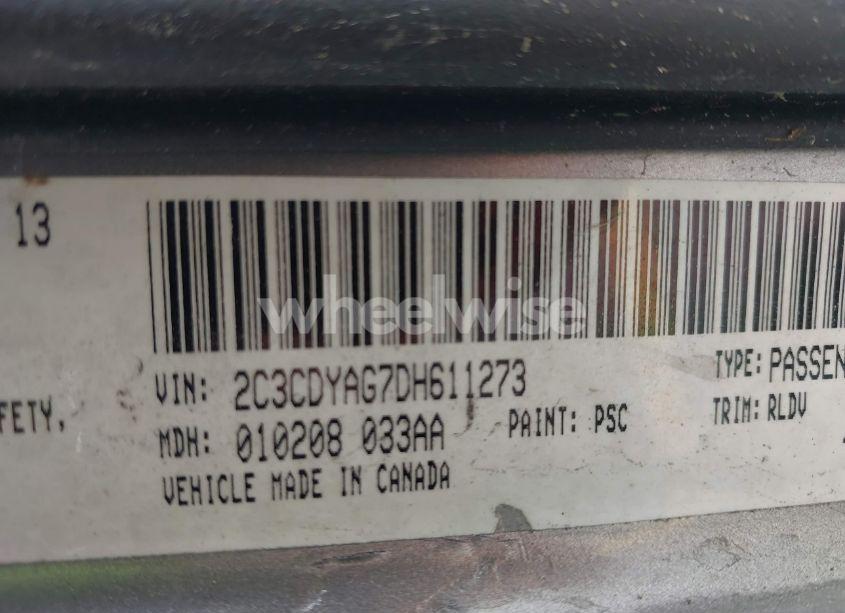 13
wheelwise
VIN: 2C3CDYAG7DH611273
TYPE: PASSEN
FETY,
MDH: 010208 033AA
PAINT: PSC
TRIM: RLDV
VEHICLE MADE IN CANADA